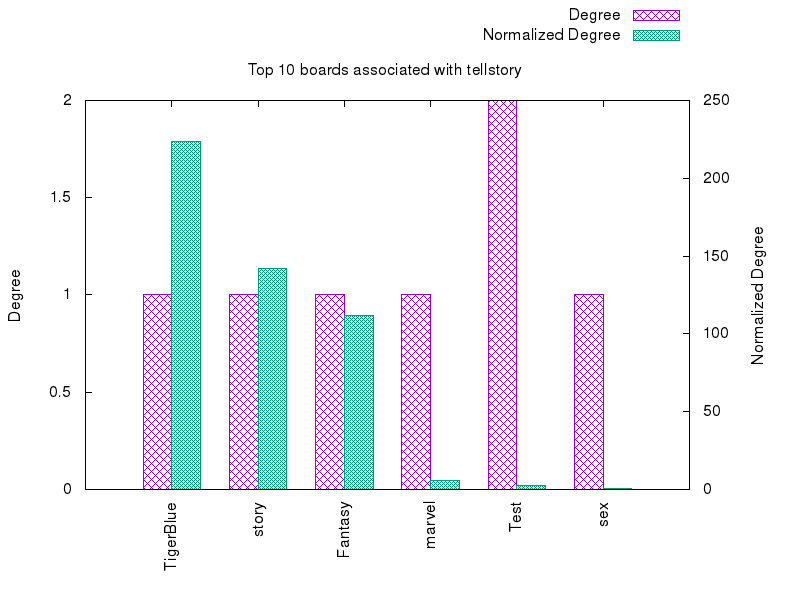 Degree
Normalized Degree
Top 10 boards associated with tellstory
2
1.5
1
0.5
0
250
200
150
100
50
0
Degree
Normalized Degree
TigerBlue
story
Fantasy
marvel
Test
sex